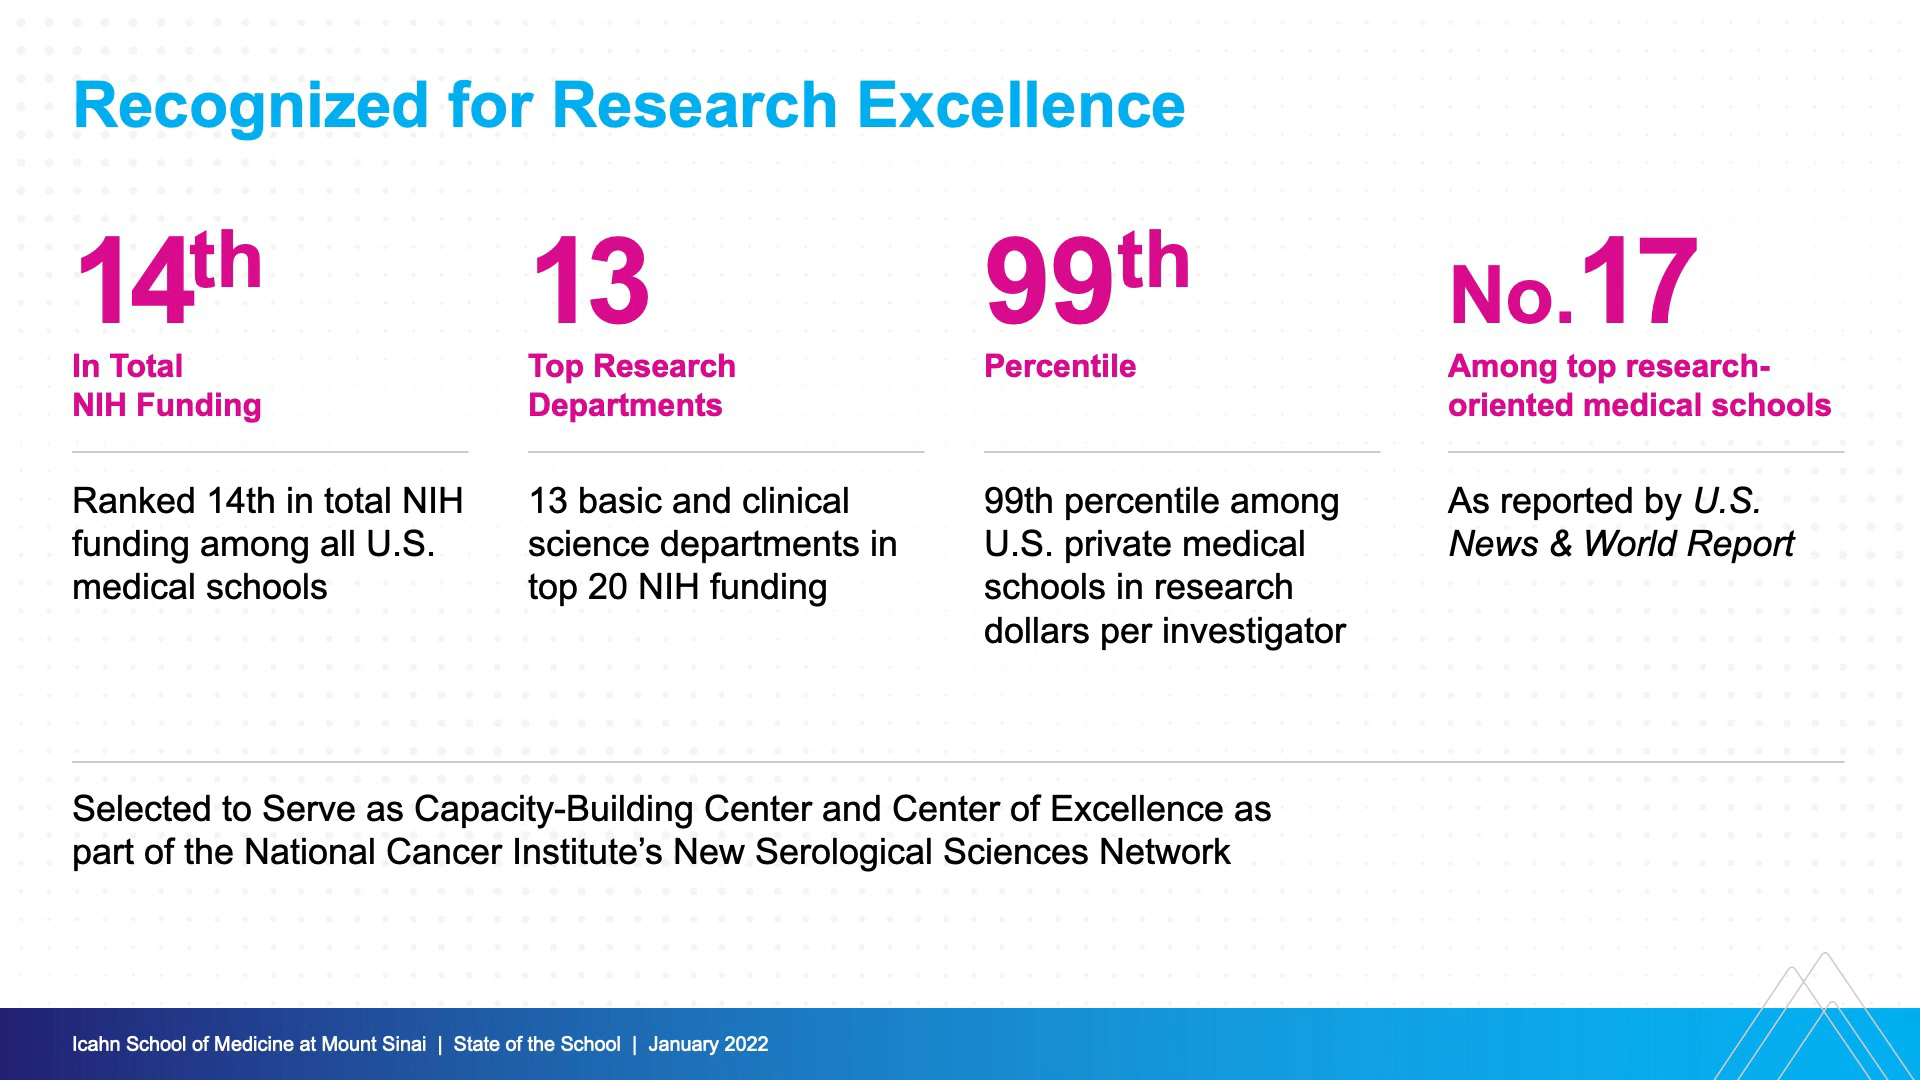 Recognized for Research Excellence
14th
In Total
NIH Funding
Ranked 14th in total NIH
funding among all U.S.
medical schools
13
Top Research
Departments
13 basic and clinical
science departments in
top 20 NIH funding
99th
Percentile
99th percentile among
U.S. private medical
schools in research
dollars per investigator
No.17
Among top research-
oriented medical schools
As reported by U.S.
News & World Report
Selected to Serve as Capacity-Building Center and Center of Excellence as
part of the National Cancer Institute’s New Serological Sciences Network
Icahn School of Medicine at Mount Sinai | State of the School | January 2022